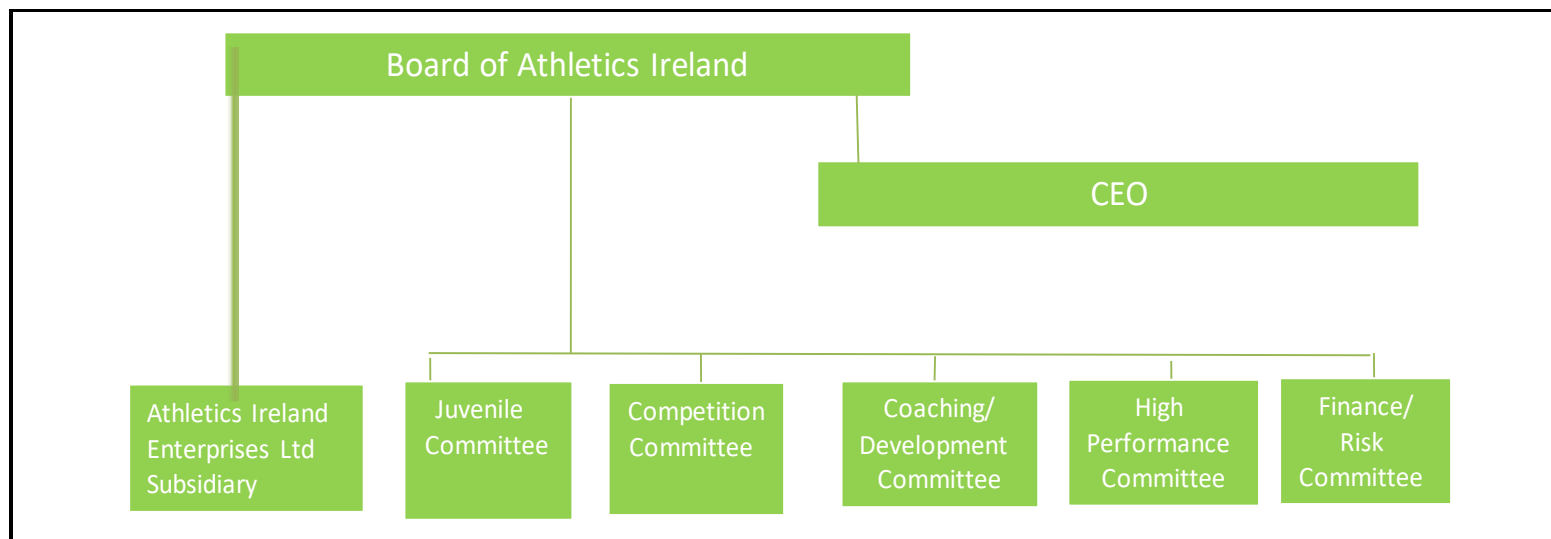 Board of Athletics Ireland
CEO
Athletics Ireland
Enterprises Ltd
Subsidiary
Juvenile
Committee
Competition
Committee
Coaching/
Development
Committee
High
Performance
Committee
Finance/
Risk
Committee